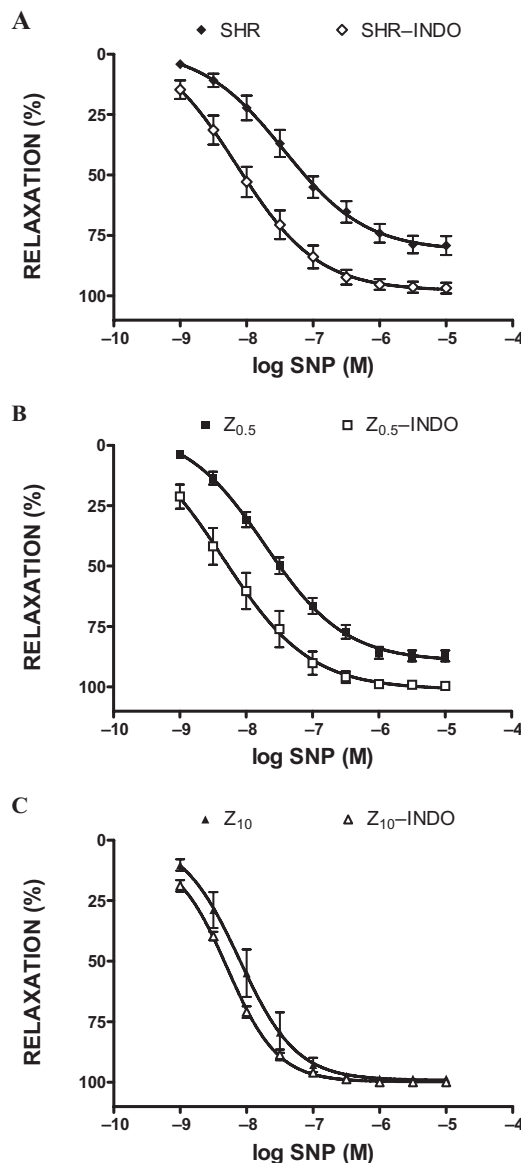 A
SHR SHR–INDO
RELAXATION (%)
0
25
50
75
100
–10 –9 –8 –7 –6 –5 –4
log SNP (M)
B
Z0.5 Z0.5–INDO
RELAXATION (%)
0
25
50
75
100
–10 –9 –8 –7 –6 –5 –4
log SNP (M)
C
Z10 Z10–INDO
RELAXATION (%)
0
25
50
75
100
–10 –9 –8 –7 –6 –5 –4
log SNP (M)